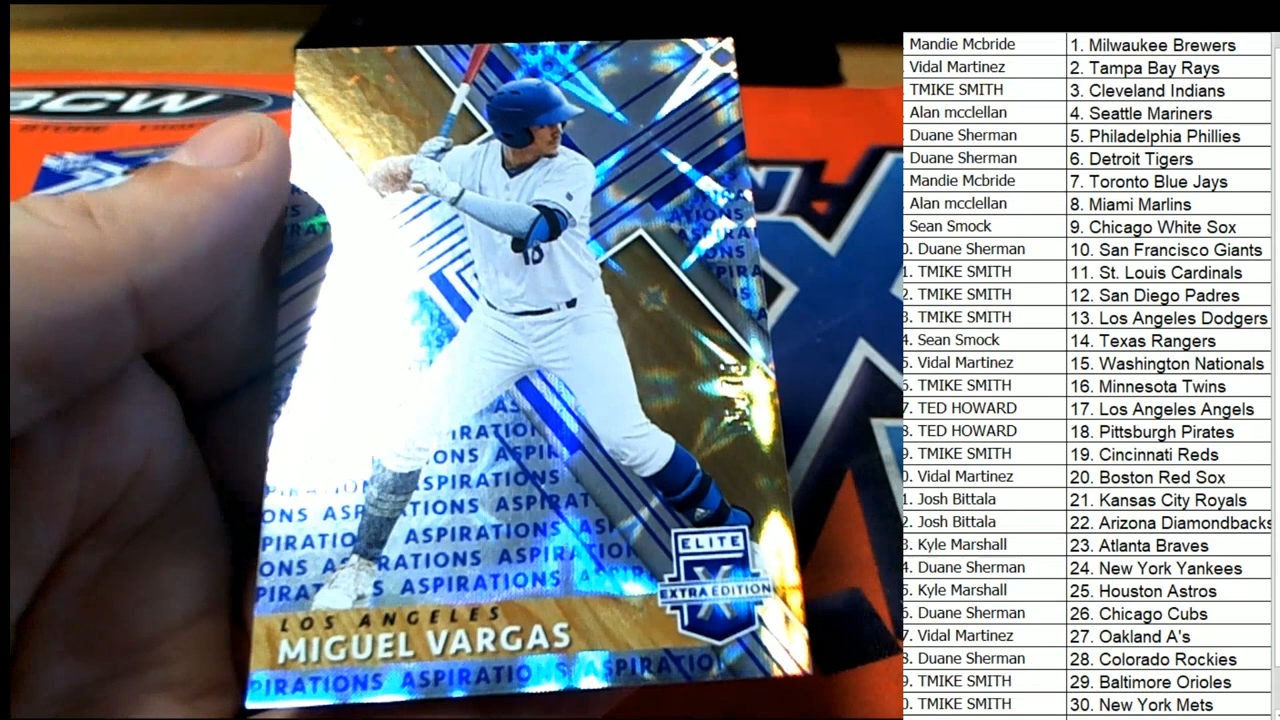 BCW
ASPIRATIONS
18
ELITE
X
EXTRA EDITION
LOS ANGELES
MIGUEL VARGAS
PIRATIONS ASPIRATIONS ASPIRATIO
Mandie Mcbride 1. Milwaukee Brewers
Vidal Martinez 2. Tampa Bay Rays
TMIKE SMITH 3. Cleveland Indians
Alan mcclellan 4. Seattle Mariners
Duane Sherman 5. Philadelphia Phillies
Duane Sherman 6. Detroit Tigers
Mandie Mcbride 7. Toronto Blue Jays
Alan mcclellan 8. Miami Marlins
Sean Smock 9. Chicago White Sox
Duane Sherman 10. San Francisco Giants
TMIKE SMITH 11. St. Louis Cardinals
TMIKE SMITH 12. San Diego Padres
TMIKE SMITH 13. Los Angeles Dodgers
Sean Smock 14. Texas Rangers
Vidal Martinez 15. Washington Nationals
TMIKE SMITH 16. Minnesota Twins
TED HOWARD 17. Los Angeles Angels
TED HOWARD 18. Pittsburgh Pirates
TMIKE SMITH 19. Cincinnati Reds
Vidal Martinez 20. Boston Red Sox
Josh Bittala 21. Kansas City Royals
Josh Bittala 22. Arizona Diamondbacks
Kyle Marshall 23. Atlanta Braves
Duane Sherman 24. New York Yankees
Kyle Marshall 25. Houston Astros
Duane Sherman 26. Chicago Cubs
Vidal Martinez 27. Oakland A's
Duane Sherman 28. Colorado Rockies
TMIKE SMITH 29. Baltimore Orioles
TMIKE SMITH 30. New York Mets